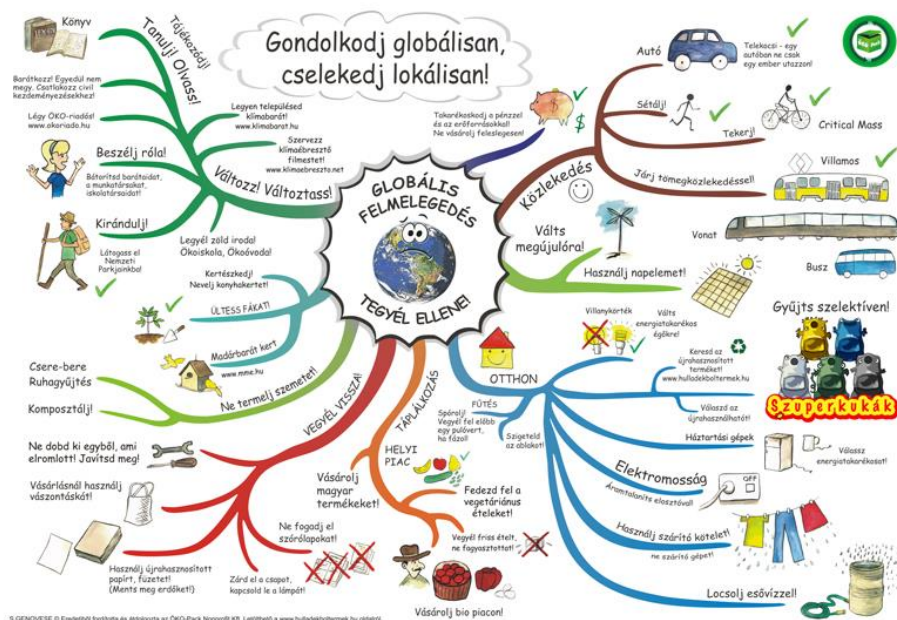 Gondolkodj globálisan,
cselekedj lokálisan!
GLOBÁLIS
FELMELEGEDÉS
TEGYÉL ELLENE!
Tájékozódj!
Tanulj! Olvass!
Könyv
Barátkozz! Egyedül nem
megy. Csatlakozz civil
kezdeményezésekhez!
Légy ÖKO-riadós!
www.okoriado.hu
Beszélj róla!
Bátorítsd barátaidat,
a munkatársakat,
iskolatársaidat!
Kirándulj!
Látogass el
Nemzeti
Parkjainkba!
Változz! Változtass!
Legyen településed
klímabarát!
www.klimabarat.hu
Szervezz
klímaébresztő
filmestet!
www.klimaebreszto.net
Legyél zöld iroda!
Ökoiskola, Ökóóvoda!
Takarékoskodj a pénzzel
és az erőforrásokkal!
Ne vásárolj feleslegesen!
Közlekedés
Autó
Telekocsi - egy
autóban ne csak
egy ember utazzon!
Sétálj!
Tekerj!
Critical Mass
Járj tömegközlekedéssel!
Villamos
Vonat
Busz
Válts
megújulóra!
Használj napelemet!
Kertészkedj!
Nevelj konyhakertet!
ÜLTESS FÁKAT!
Madárbarát kert
www.mme.hu
Ne termelj szemetet!
Csere-bere
Ruhagyűjtés
Komposztálj!
VEGYÉL VISSZA!
Ne dobd ki egyből, ami
elromlott! Javítsd meg!
Vásárlásnál használj
vászontáskát!
Használj újrahasznosított
papírt, füzetet!
(Ments meg erdőket!)
Zárd el a csapot,
kapcsold le a lámpát!
Ne fogadj el
szórólapokat!
TÁPLÁLKOZÁS
HELYI
PIAC
Vásárolj
magyar
termékeket!
Fedezd fel a
vegetáriánus
ételeket!
Vegyél friss ételt,
ne fagyasztottat!
Vásárolj bio piacon!
OTTHON
Villanykörték
Válts
energiatakarékos
égőkre!
FŰTÉS
Spórolj!
Vegyél fel előbb
egy pulóvert,
ha fázol!
Szigeteld
az ablakot!
Gyűjts szelektíven!
Szuperkukák
Keresd az
újrahasznosított
terméket!
www.hulladekboltermek.hu
Válaszd az
újrahasználhatót!
Háztartási gépek
Válassz
energiatakarékosat!
Elektromosság
Áramtalaníts elosztóval!
OFF
Használj szárító kötelet!
ne szárító gépet!
Locsolj esővízzel!